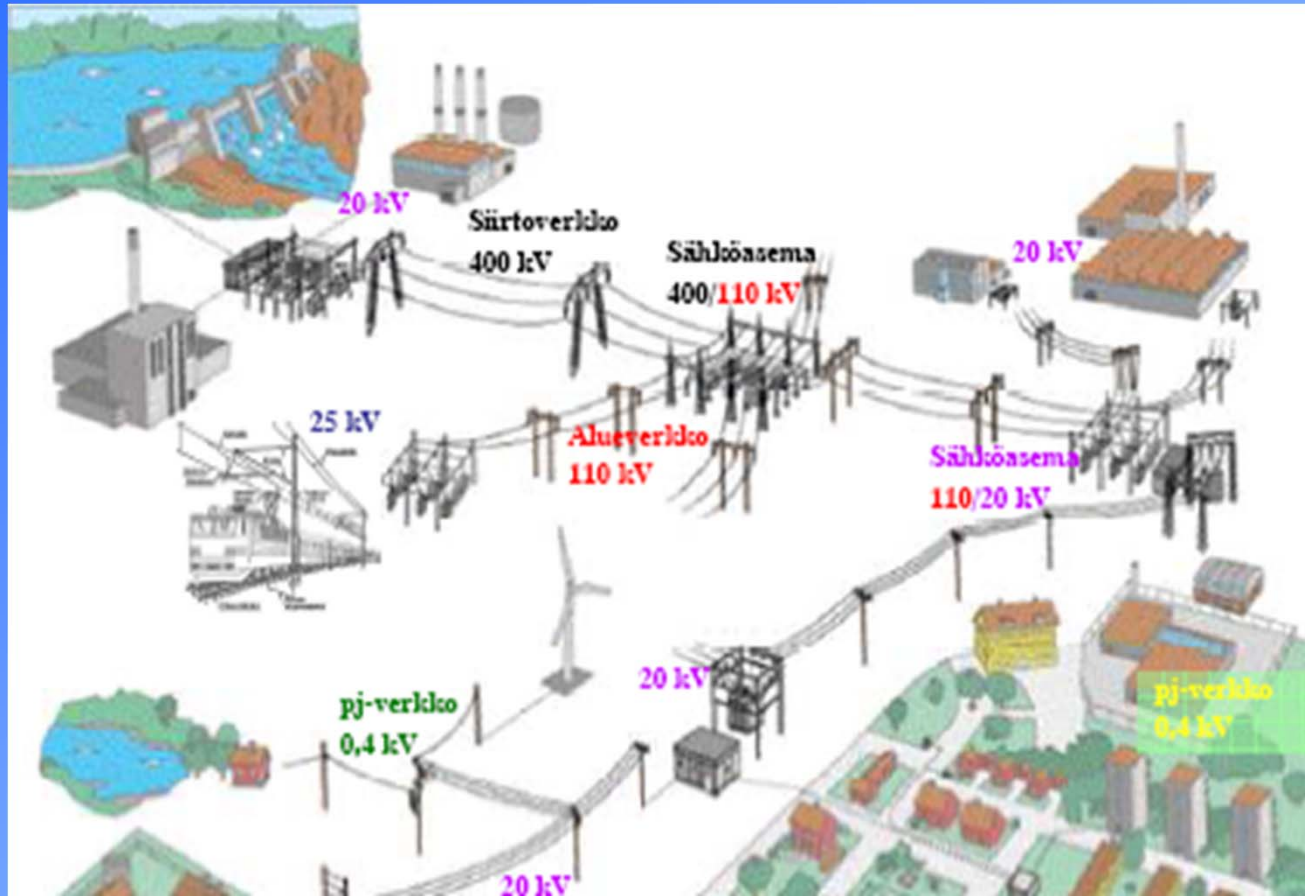 20 kV
Siirtoverkko
400 kV
Sähköasema
400/110 kV
20 kV
25 kV
Alueverkko
110 kV
Sähköasema
110/20 kV
20 kV
pj-verkko
0,4 kV
pj-verkko
0,4 kV
20 kV